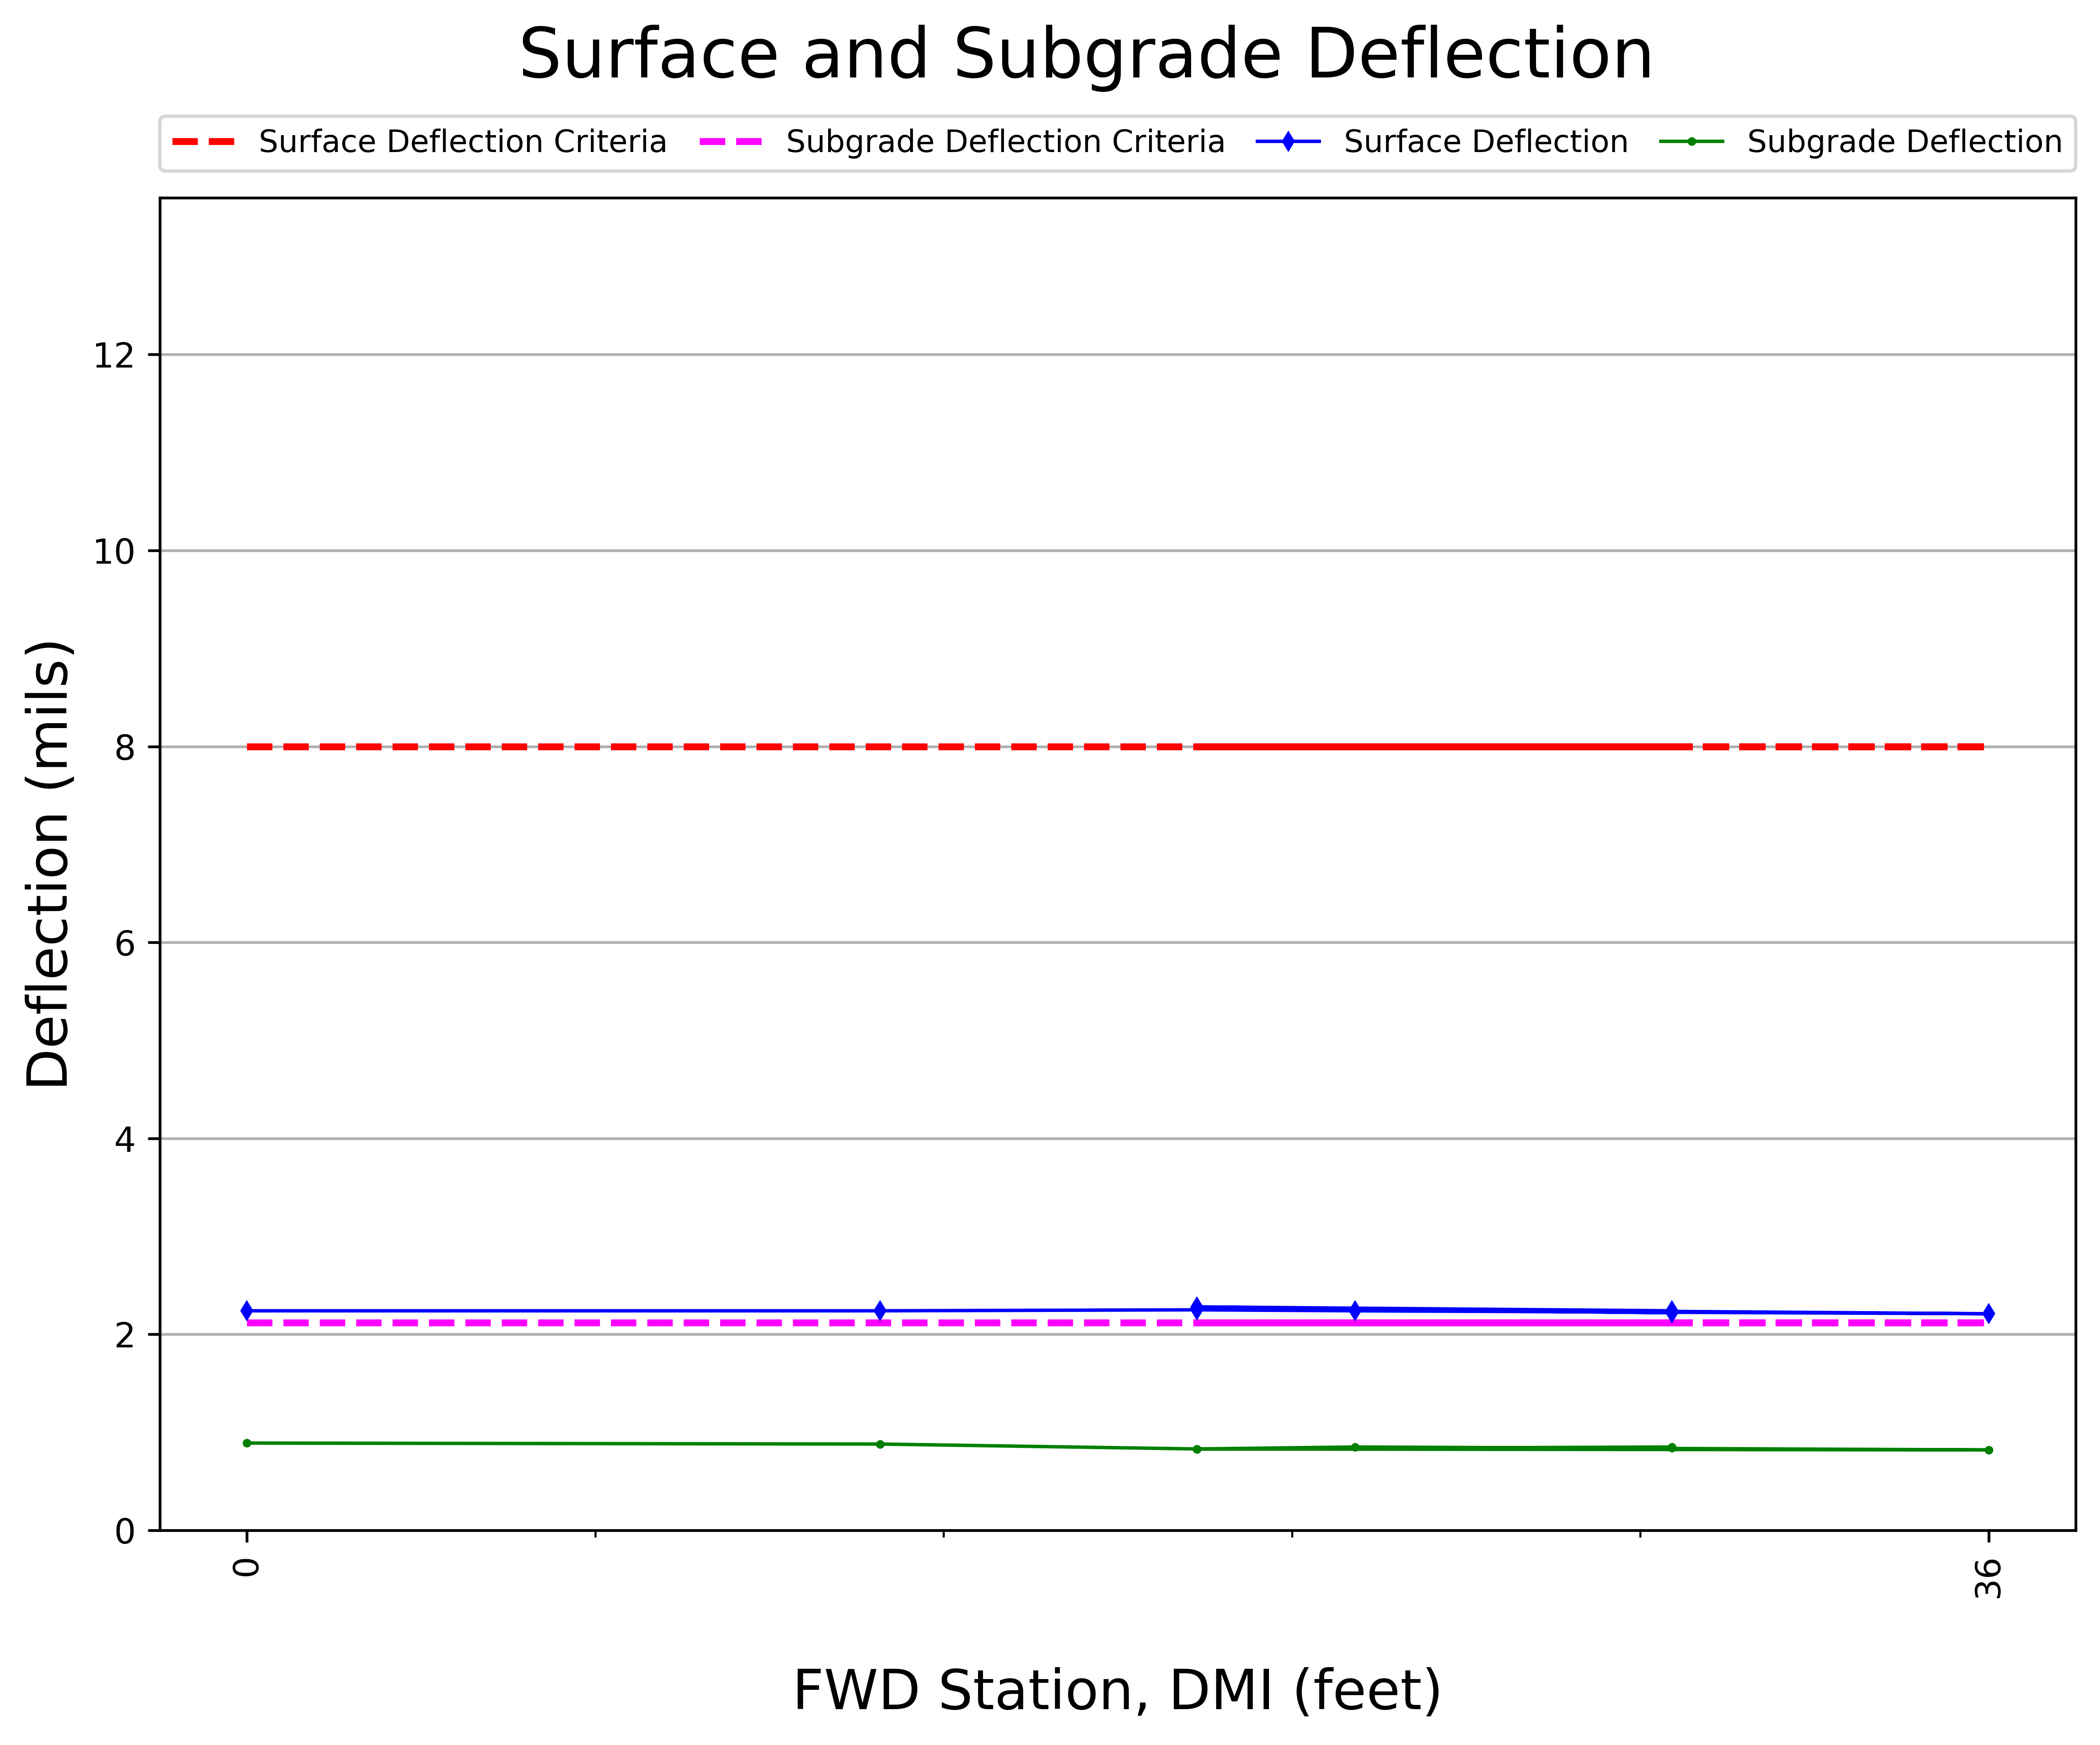 Surface and Subgrade Deflection
Surface Deflection Criteria Subgrade Deflection Criteria Surface Deflection Subgrade Deflection
12
10
8
6
4
2
0
Deflection (mils)
0 36
FWD Station, DMI (feet)